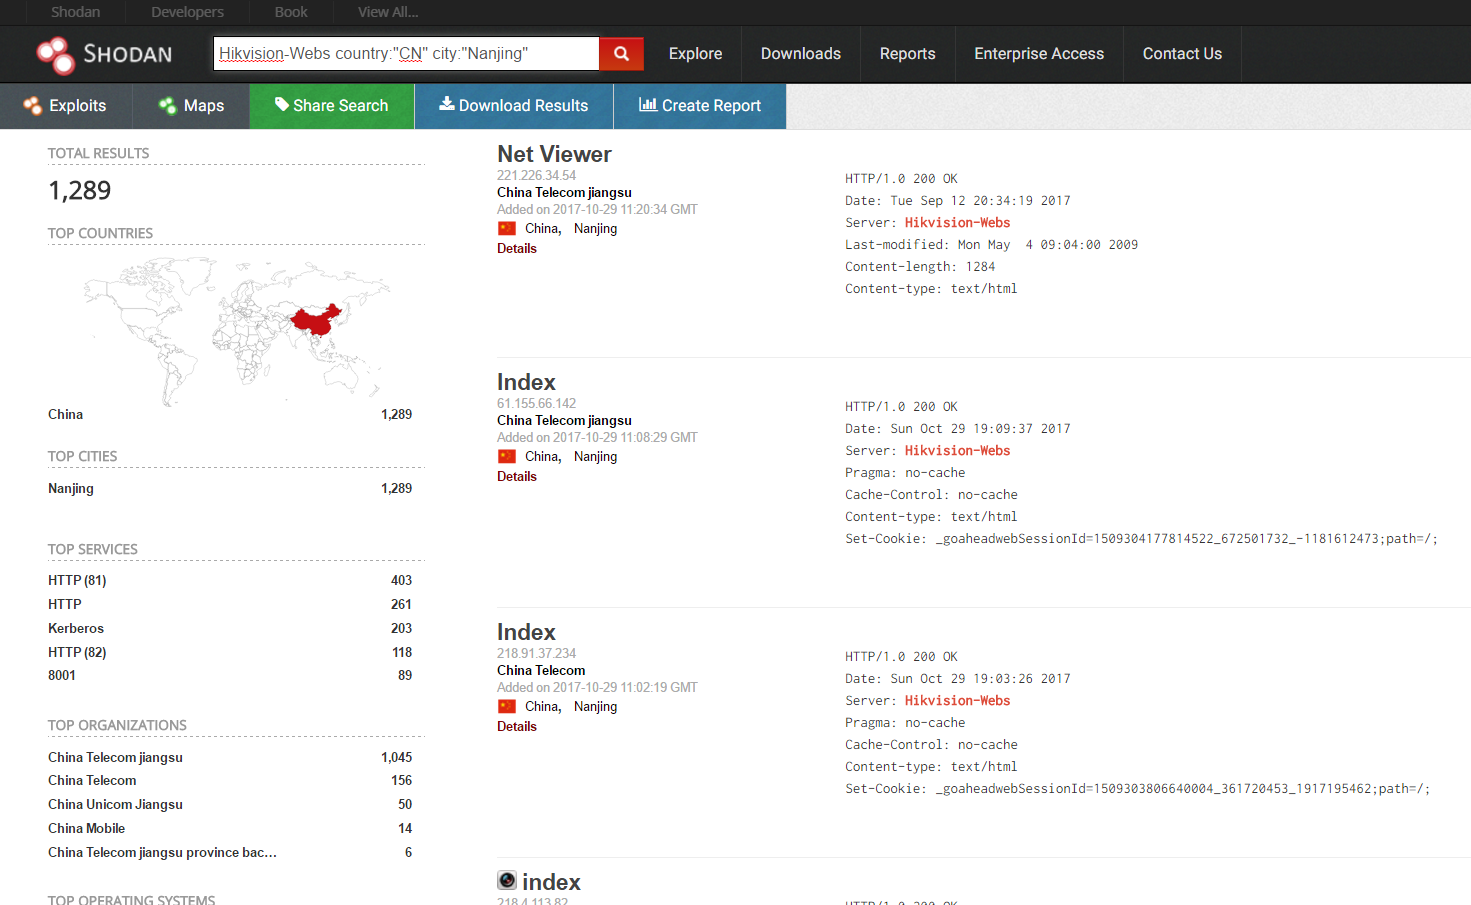 Shodan Developers Book View All...
SHODAN
Hikvision-Webs country:"CN" city:"Nanjing"
Explore Downloads Reports Enterprise Access Contact Us
Exploits Maps Share Search Download Results Create Report
TOTAL RESULTS
1,289
TOP COUNTRIES
China 1,289
TOP CITIES
Nanjing 1,289
TOP SERVICES
HTTP (81) 403
HTTP 261
Kerberos 203
HTTP (82) 118
8001 89
TOP ORGANIZATIONS
China Telecom jiangsu 1,045
China Telecom 156
China Unicom Jiangsu 50
China Mobile 14
China Telecom jiangsu province bac... 6
TOP OPERATING SYSTEMS
Net Viewer
221.226.34.54
China Telecom jiangsu
Added on 2017-10-29 11:20:34 GMT
China, Nanjing
Details
HTTP/1.0 200 OK
Date: Tue Sep 12 20:34:19 2017
Server: Hikvision-Webs
Last-modified: Mon May  4 09:04:00 2009
Content-length: 1284
Content-type: text/html
Index
61.155.66.142
China Telecom jiangsu
Added on 2017-10-29 11:08:29 GMT
China, Nanjing
Details
HTTP/1.0 200 OK
Date: Sun Oct 29 19:09:37 2017
Server: Hikvision-Webs
Pragma: no-cache
Cache-Control: no-cache
Content-type: text/html
Set-Cookie: _goaheadwebSessionId=1509304177814522_672501732_-1181612473;path=/;
Index
218.91.37.234
China Telecom
Added on 2017-10-29 11:02:19 GMT
China, Nanjing
Details
HTTP/1.0 200 OK
Date: Sun Oct 29 19:03:26 2017
Server: Hikvision-Webs
Pragma: no-cache
Cache-Control: no-cache
Content-type: text/html
Set-Cookie: _goaheadwebSessionId=1509303806640004_361720453_1917195462;path=/;
index
218.4.113.82
HTTP/1.0 200 OK